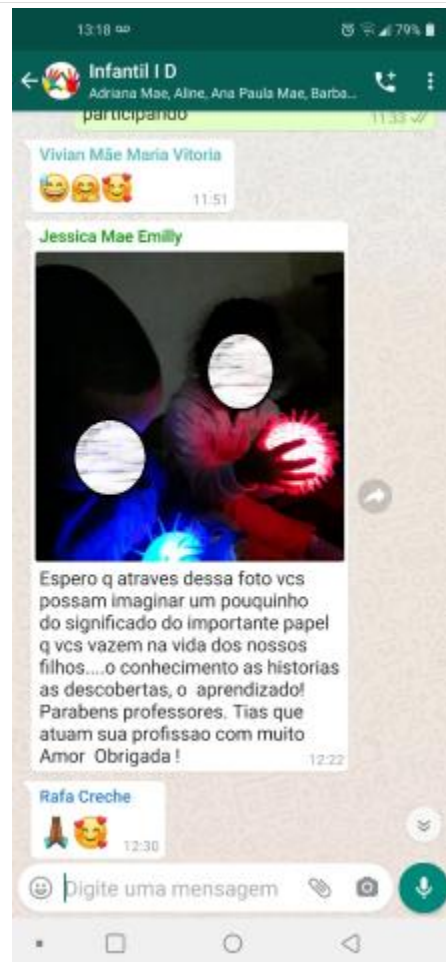 13:18
79%
Infantil I D
Adriana Mae, Aline, Ana Paula Mae, Barba...
participando
11:33
Vivian Mãe Maria Vitoria
11:51
Jessica Mae Emilly
Espero q atraves dessa foto vcs
possam imaginar um pouquinho
do significado do importante papel
q vcs vazem na vida dos nossos
filhos....o conhecimento as historias
as descobertas, o aprendizado!
Parabens professores. Tias que
atuam sua profissao com muito
Amor Obrigada !
12:22
Rafa Creche
12:30
Digite uma mensagem